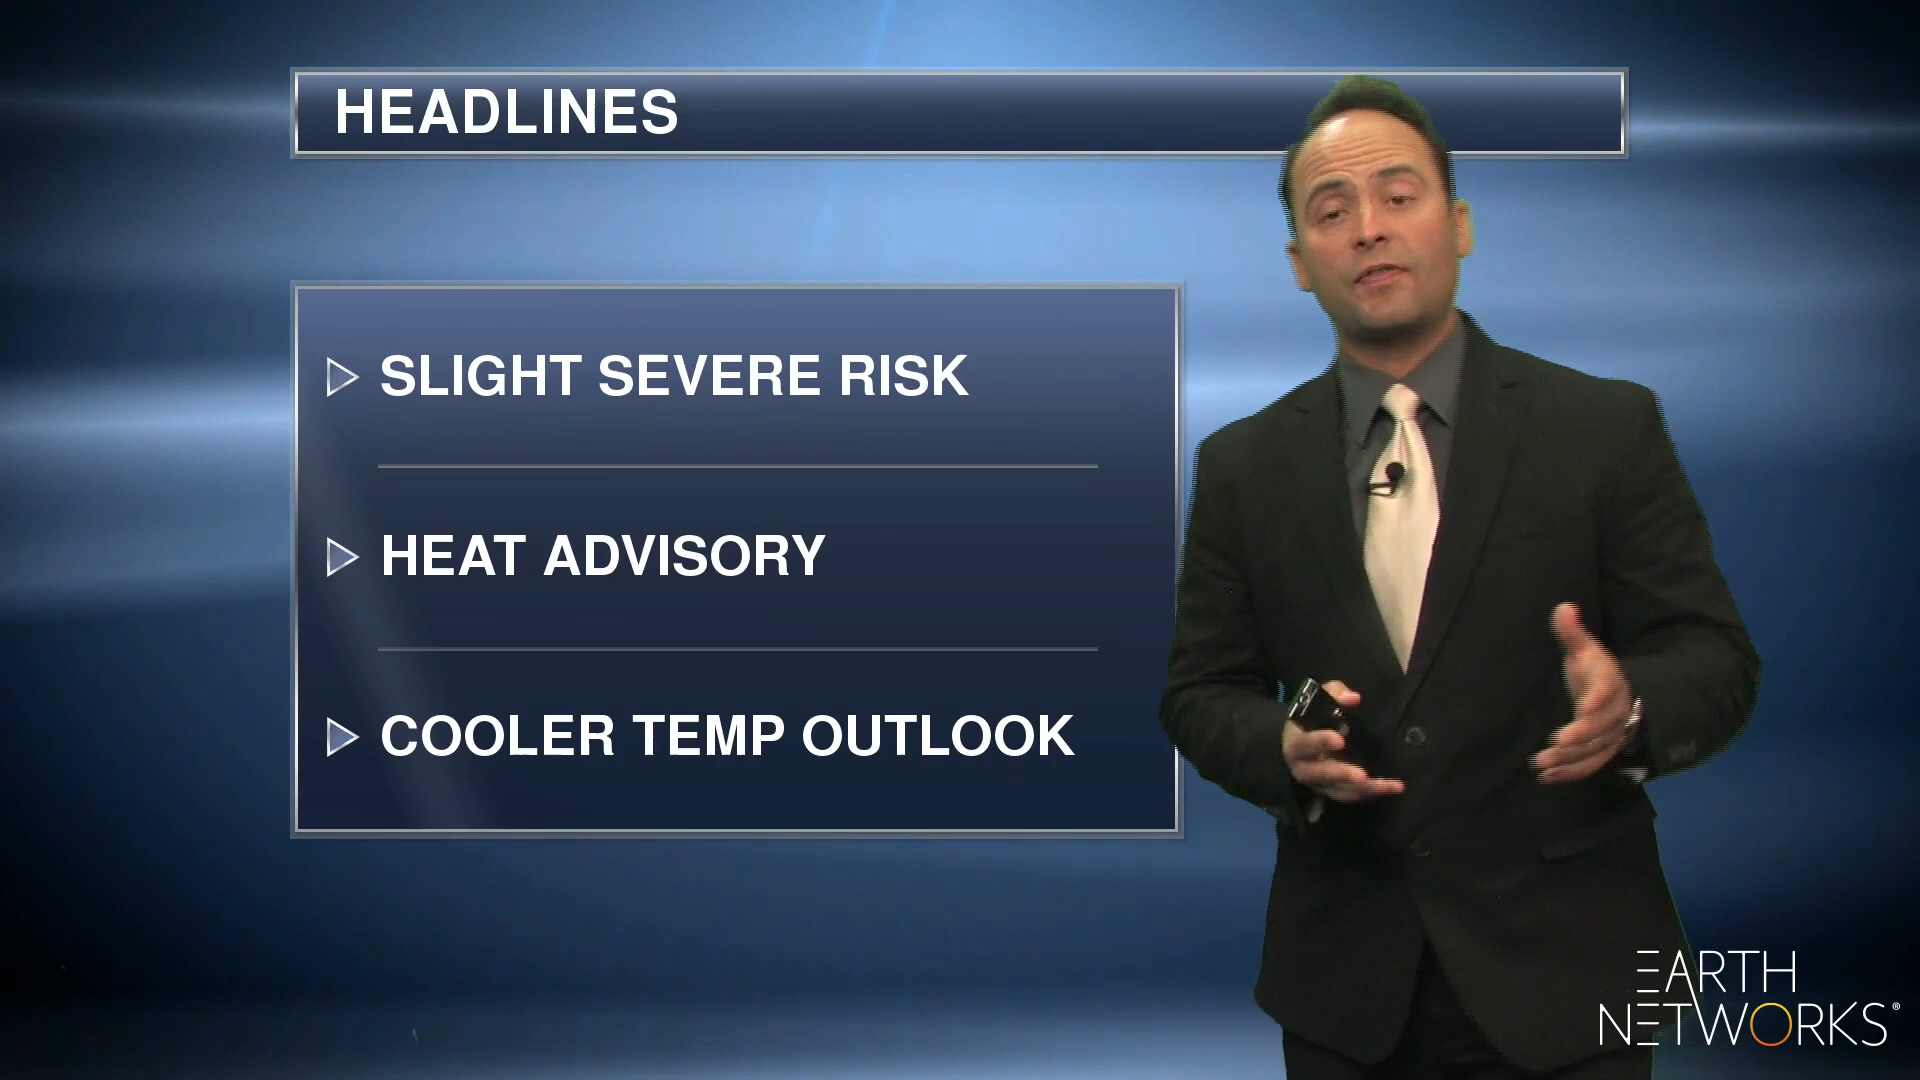 HEADLINES
SLIGHT SEVERE RISK
HEAT ADVISORY
COOLER TEMP OUTLOOK
EARTH
NETWORKS®